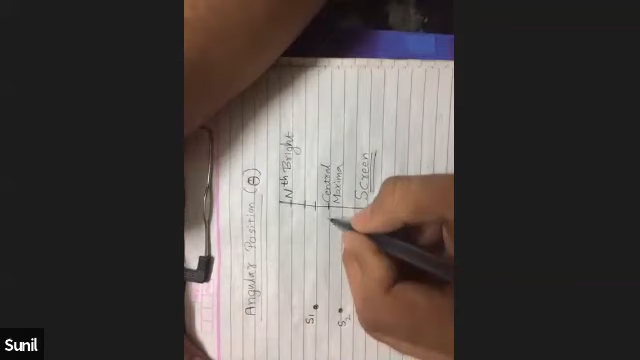 Angular Position (θ)
Nth Bright
Central
Maxima
Screen
S1
S2
Sunil